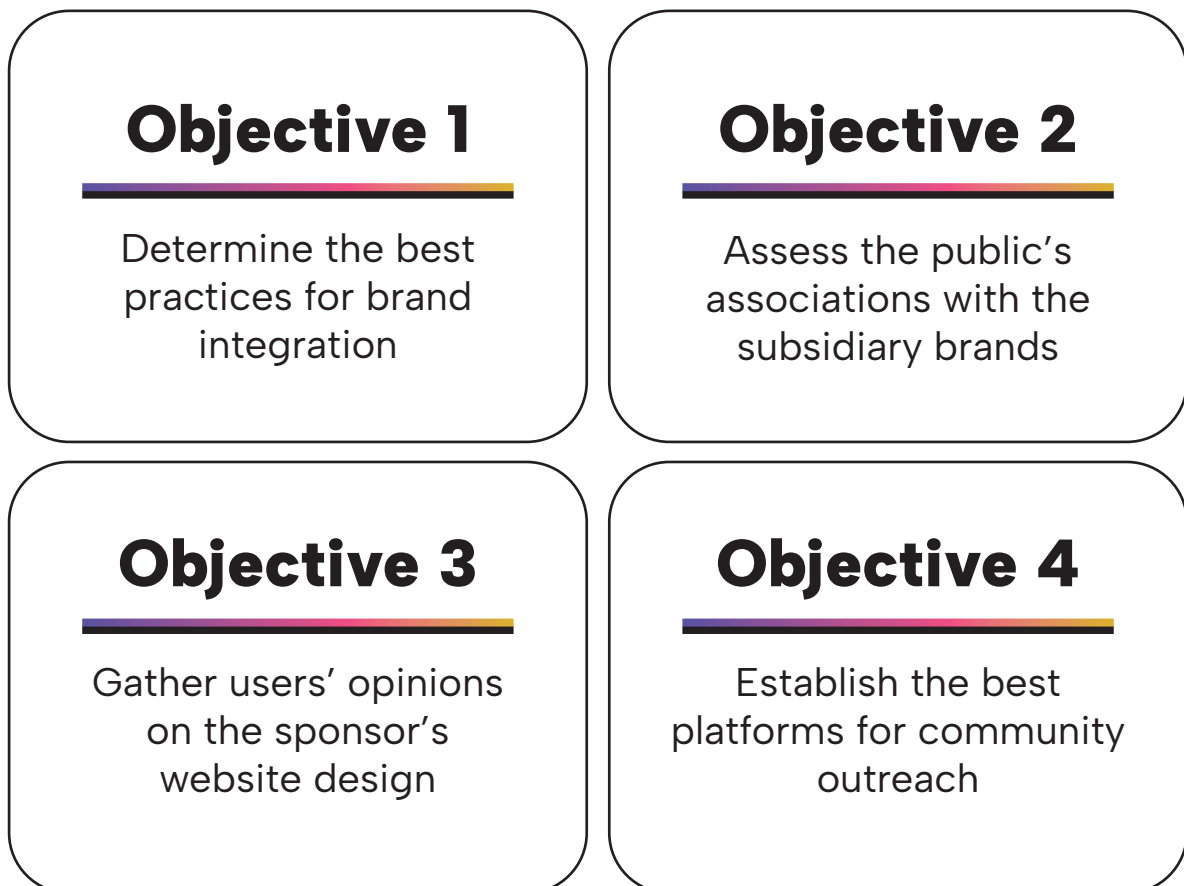 Objective 1
Determine the best
practices for brand
integration
Objective 2
Assess the public’s
associations with the
subsidiary brands
Objective 3
Gather users’ opinions
on the sponsor’s
website design
Objective 4
Establish the best
platforms for community
outreach